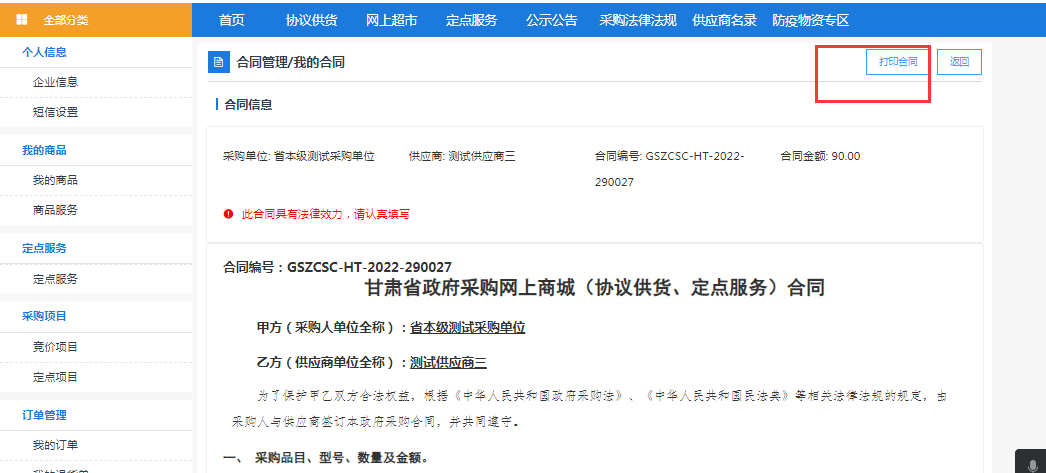 全部分类
首页 协议供货 网上超市 定点服务 公示公告 采购法律法规 供应商名录 防疫物资专区
个人信息
企业信息
短信设置
我的商品
我的商品
商品服务
定点服务
定点服务
采购项目
竞价项目
定点项目
订单管理
我的订单
合同管理/我的合同
打印合同
返回
合同信息
采购单位: 省本级测试采购单位
供应商: 测试供应商三
合同编号: GSZCSC-HT-2022-
290027
合同金额: 90.00
此合同具有法律效力，请认真填写
合同编号：GSZCSC-HT-2022-290027
甘肃省政府采购网上商城（协议供货、定点服务）合同
甲方（采购人单位全称）：省本级测试采购单位
乙方（供应商单位全称）：测试供应商三
为了保护甲乙双方合法权益，根据《中华人民共和国政府采购法》、《中华人民共和国民法典》等相关法律法规的规定，由
采购人与供应商签订本政府采购合同，并共同遵守。
一、 采购品目、型号、数量及金额。